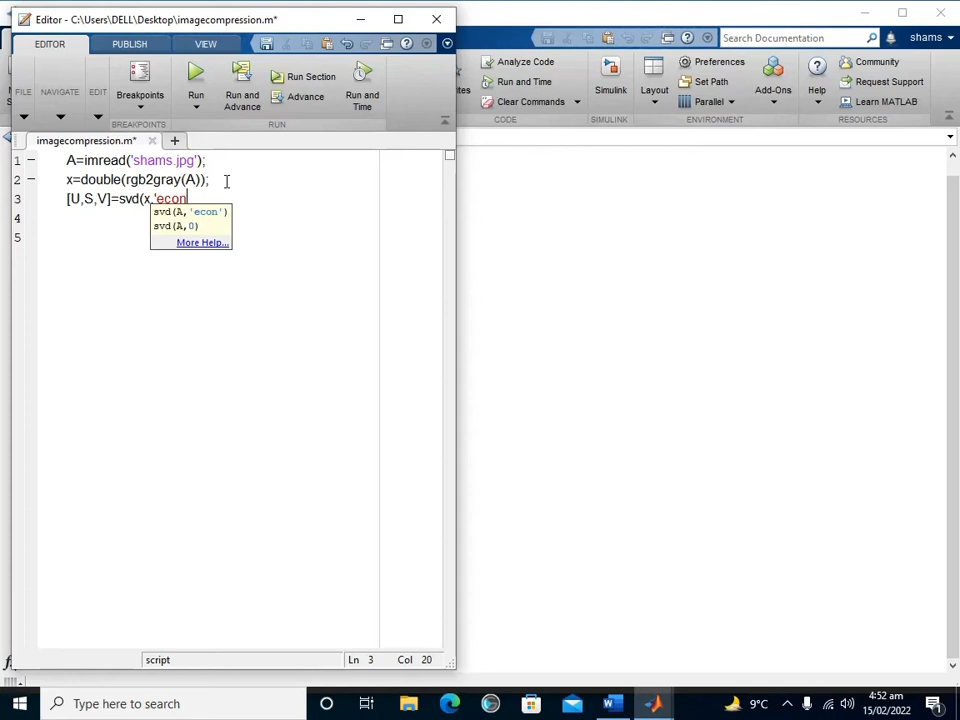 Editor - C:\Users\DELL\Desktop\imagecompression.m*
EDITOR PUBLISH VIEW
Search Documentation shams
FILE NAVIGATE EDIT Breakpoints Run Run and Advance Run Section Advance Run and Time
BREAKPOINTS RUN
Analyze Code
Run and Time
Clear Commands
Simulink Layout Preferences Set Path Parallel Add-Ons Help Community Request Support Learn MATLAB
CODE SIMULINK ENVIRONMENT RESOURCES
imagecompression.m* +
1 A=imread('shams.jpg');
2 x=double(rgb2gray(A));
3 [U,S,V]=svd(x,'econ
4
5
svd(A,'econ')
svd(A,0)
More Help...
script Ln 3 Col 20
Type here to search
9°C
4:52 am
15/02/2022
1